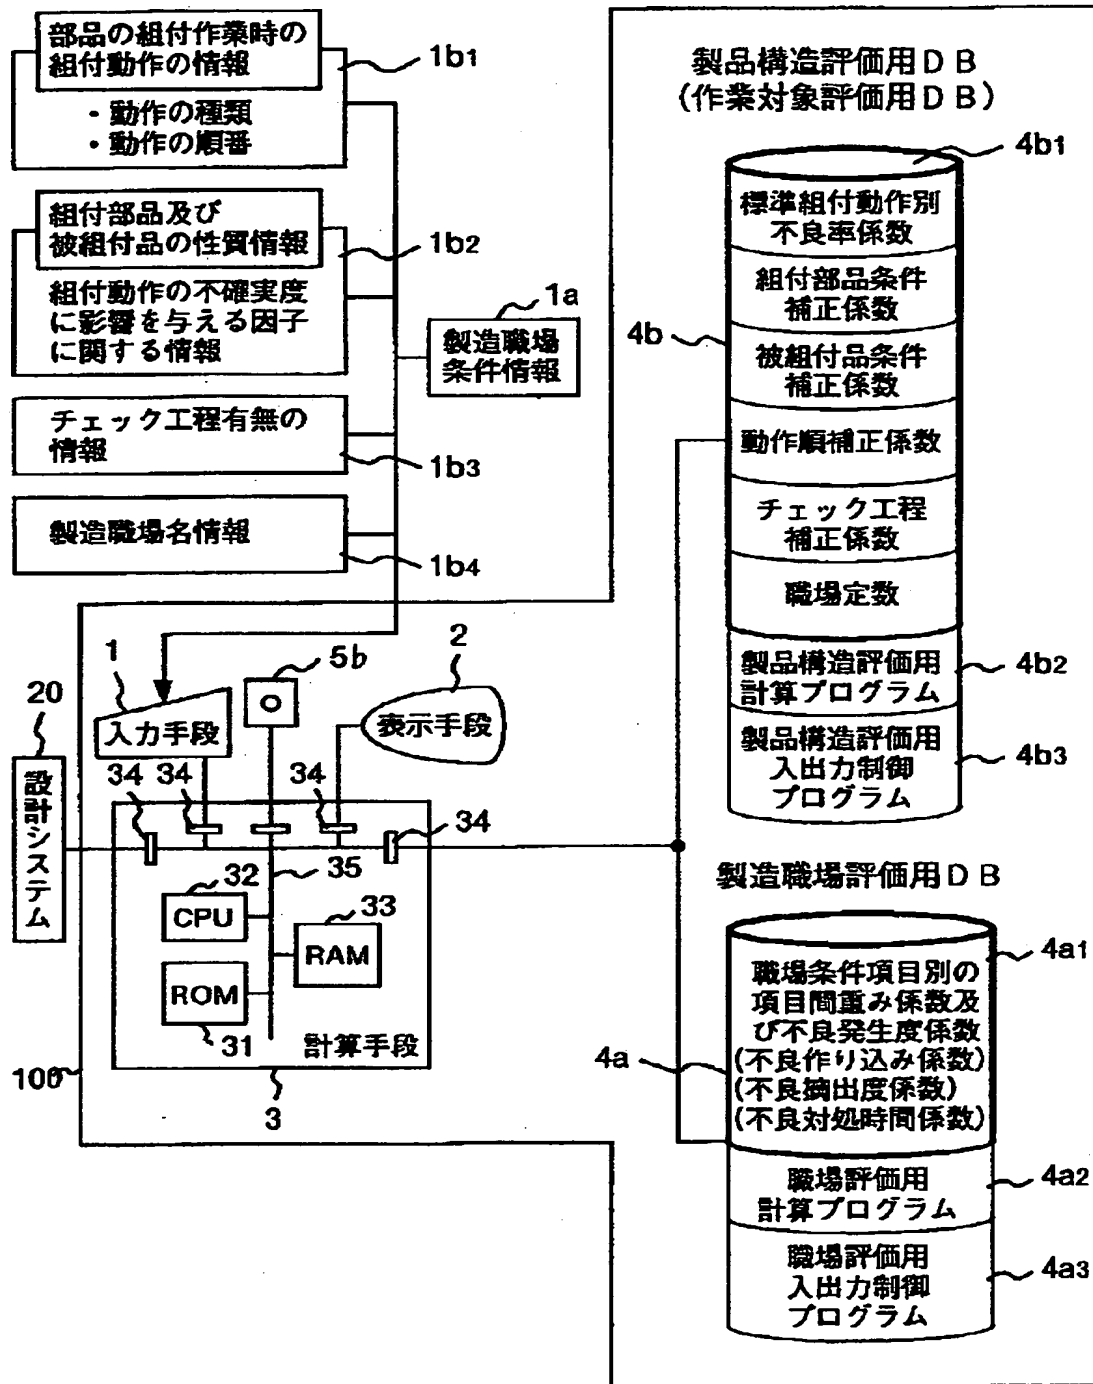 部品の組付作業時の
組付動作の情報
・動作の種類
・動作の順番
1b1
組付部品及び
被組付品の性質情報
組付動作の不確実度
に影響を与える因子
に関する情報
1b2
チェック工程有無の
情報
1b3
製造職場名情報
1b4
1a
製造職場
条件情報
製品構造評価用DB
(作業対象評価用DB)
4b1
4b
標準組付動作別
不良率係数
組付部品条件
補正係数
被組付品条件
補正係数
動作順補正係数
チェック工程
補正係数
職場定数
製品構造評価用
計算プログラム
4b2
製品構造評価用
入出力制御
プログラム
4b3
20
設計システム
1
入力手段
5b
2
表示手段
34
34
34
34
35
32
CPU
33
RAM
ROM
31
計算手段
3
100
製造職場評価用DB
4a1
4a
職場条件項目別の
項目間重み係数及
び不良発生度係数
(不良作り込み係数)
(不良摘出度係数)
(不良対処時間係数)
職場評価用
計算プログラム
4a2
職場評価用
入出力制御
プログラム
4a3